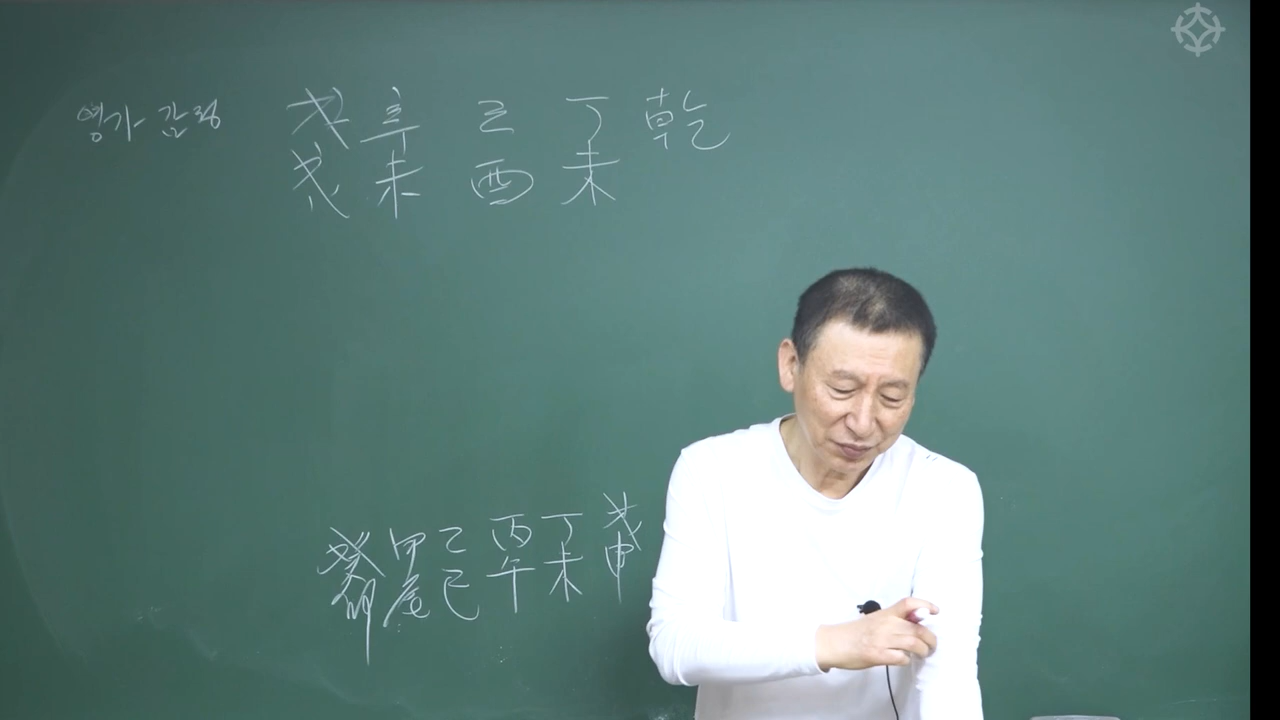 영가 감정
戊 辛 己 丁 乾
戌 未 酉 未
癸 甲 乙 丙 丁 戊
卯 辰 巳 午 未 申